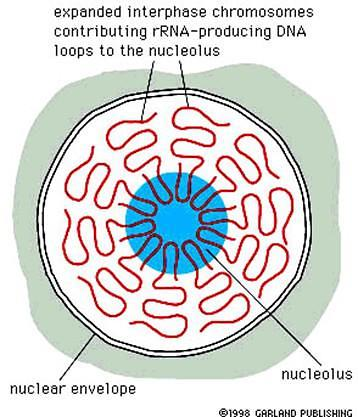 expanded interphase chromosomes
contributing rRNA-producing DNA
loops to the nucleolus
nucleolus
nuclear envelope
©1998 GARLAND PUBLISHING